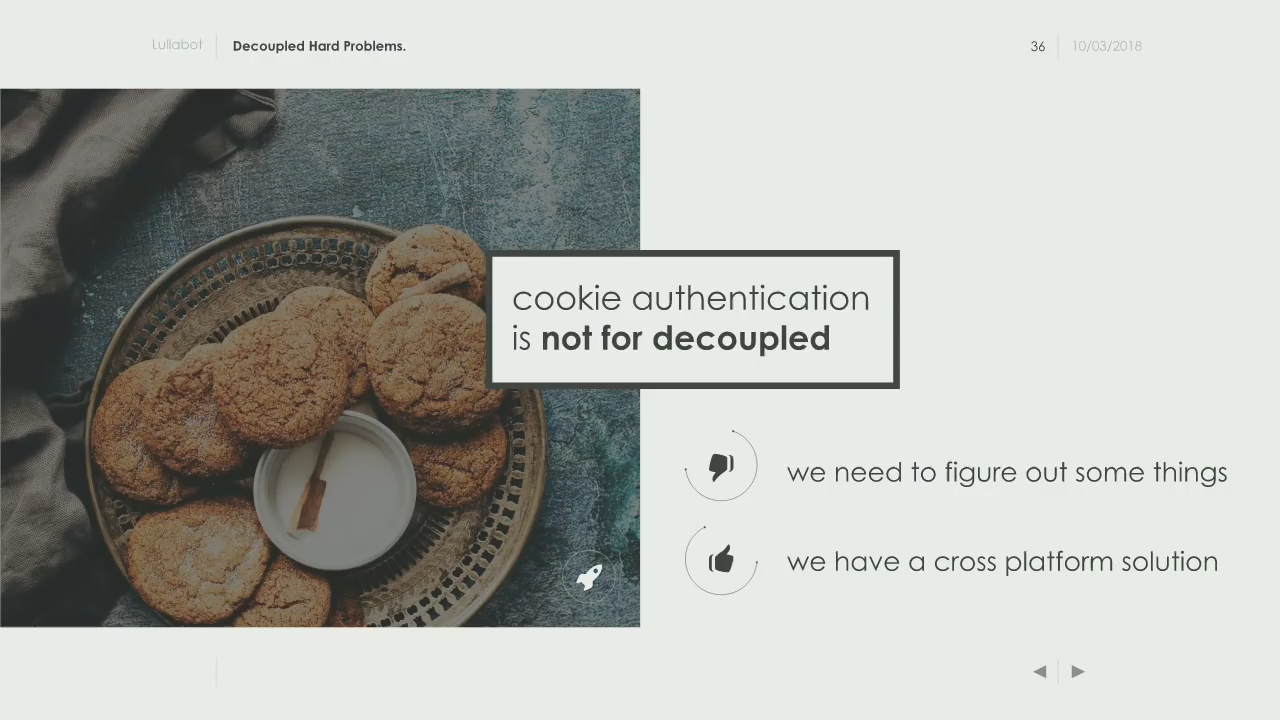 Lullabot
Decoupled Hard Problems.
36
10/03/2018
cookie authentication
is not for decoupled
we need to figure out some things
we have a cross platform solution